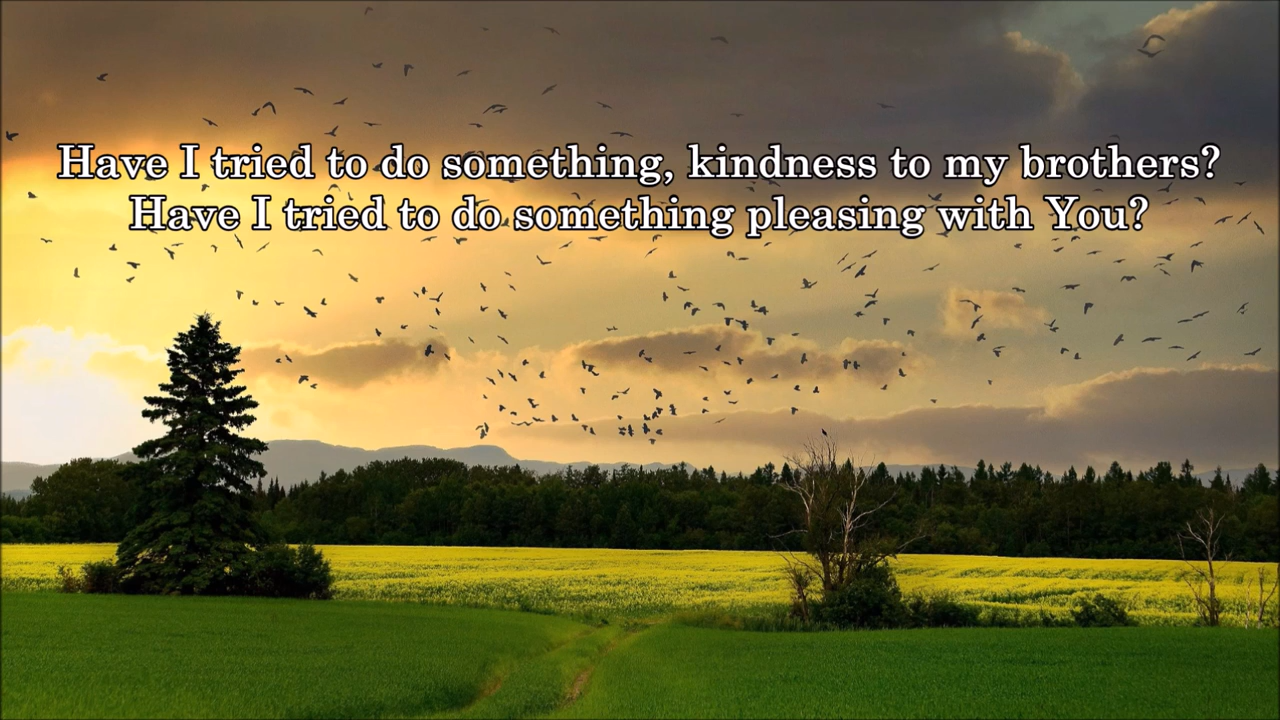 Have I tried to do something, kindness to my brothers?
Have I tried to do something pleasing with You?